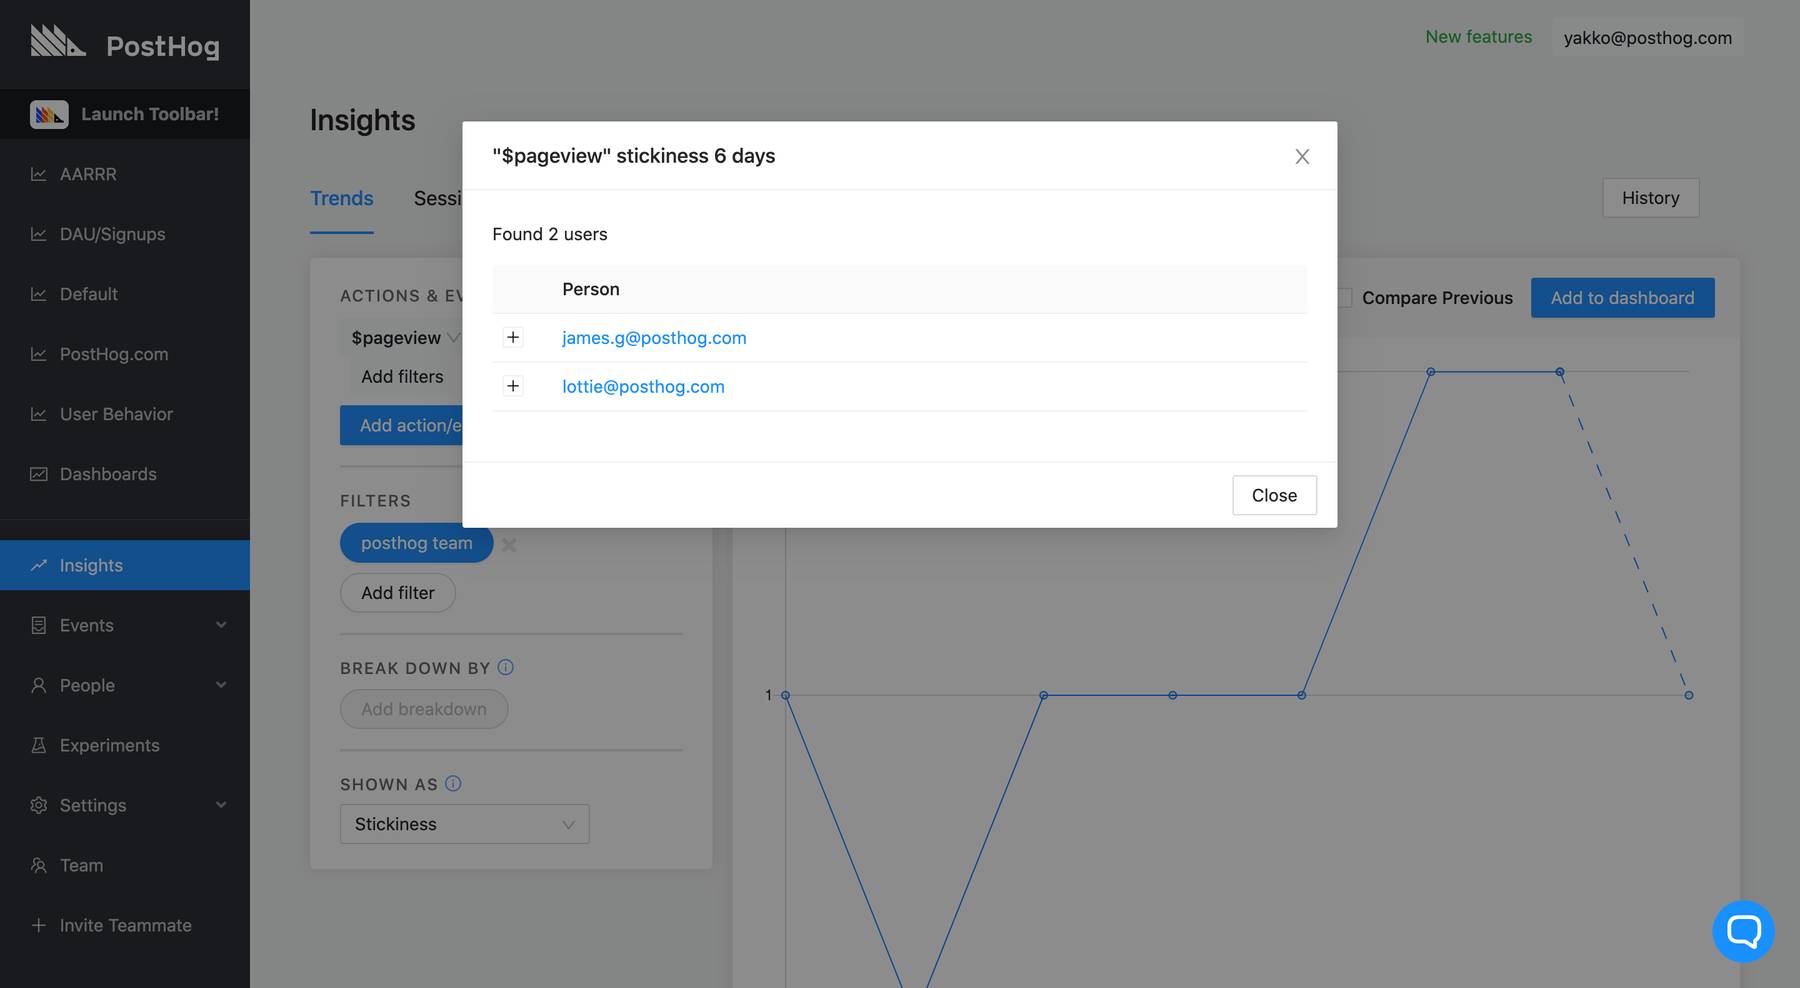 PostHog
Launch Toolbar!
AARRR
DAU/Signups
Default
PostHog.com
User Behavior
Dashboards
Insights
Events
People
Experiments
Settings
Team
Invite Teammate
New features
yakko@posthog.com
Insights
Trends
Sessi
History
ACTIONS & EV
$pageview
Add filters
Add action/e
FILTERS
posthog team
Add filter
BREAK DOWN BY
Add breakdown
SHOWN AS
Stickiness
Compare Previous
Add to dashboard
1
"$pageview" stickiness 6 days
Found 2 users
Person
james.g@posthog.com
lottie@posthog.com
Close